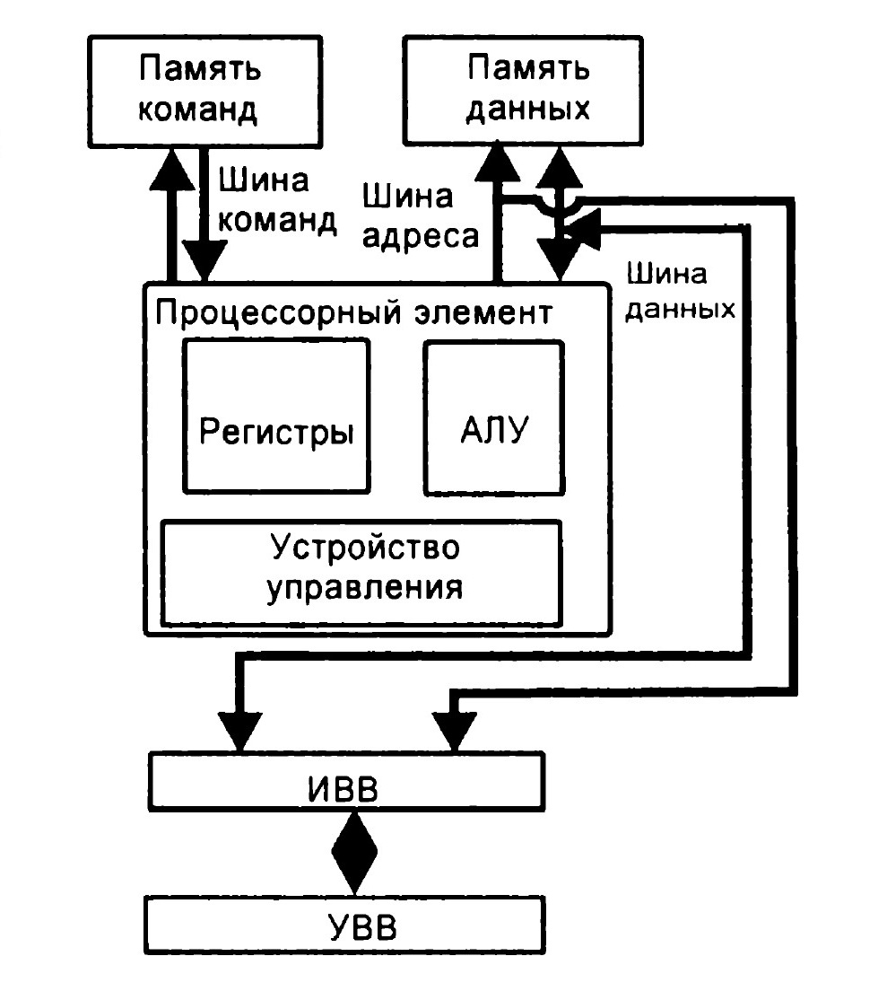 Память
команд
Память
данных
Шина
команд
Шина
адреса
Шина
данных
Процессорный элемент
Регистры
АЛУ
Устройство
управления
ИВВ
УВВ